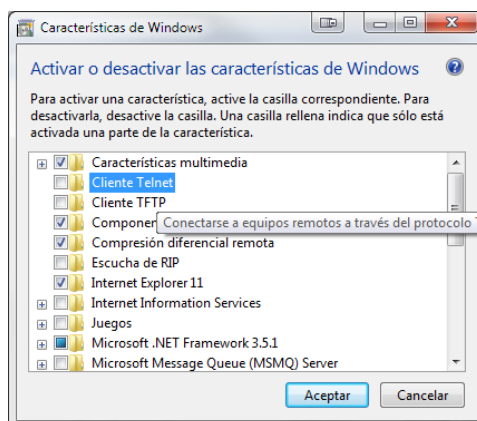 Características de Windows
Activar o desactivar las características de Windows
Para activar una característica, active la casilla correspondiente. Para
desactivarla, desactive la casilla. Una casilla rellena indica que sólo está
activada una parte de la característica.
Características multimedia
Cliente Telnet
Cliente TFTP
Componen
Conectarse a equipos remotos a través del protocolo
Compresión diferencial remota
Escucha de RIP
Internet Explorer 11
Internet Information Services
Juegos
Microsoft .NET Framework 3.5.1
Microsoft Message Queue (MSMQ) Server
Aceptar
Cancelar